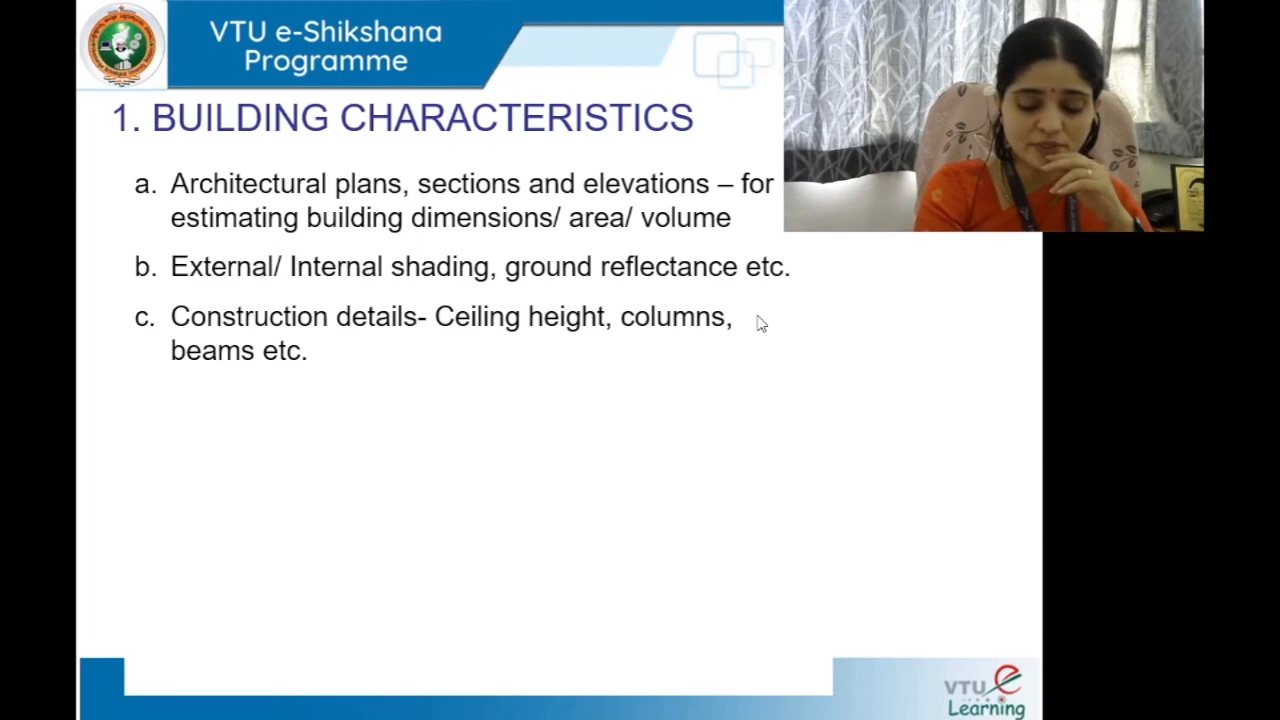 VTU e-Shikshana
Programme
1. BUILDING CHARACTERISTICS
a. Architectural plans, sections and elevations – for
estimating building dimensions/ area/ volume
b. External/ Internal shading, ground reflectance etc.
c. Construction details- Ceiling height, columns,
beams etc.
VTU e
Learning